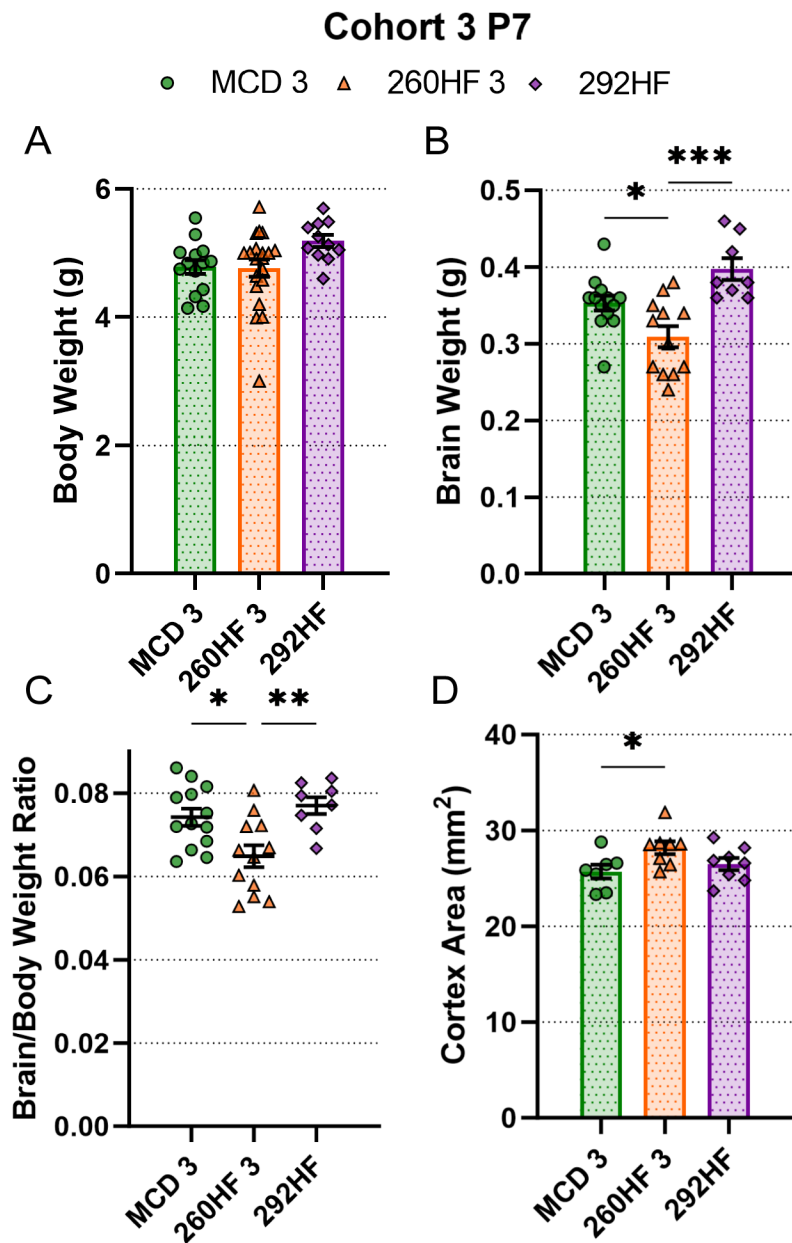 Cohort 3 P7
MCD 3 260HF 3 292HF
A
Body Weight (g)
6
4
2
0
MCD 3
260HF 3
292HF
B
Brain Weight (g)
✱
✱✱✱
0.5
0.4
0.3
0.2
0.1
0.0
MCD 3
260HF 3
292HF
C
Brain/Body Weight Ratio
✱
✱✱
0.08
0.06
0.04
0.02
0.00
MCD 3
260HF 3
292HF
D
Cortex Area (mm²)
✱
40
30
20
10
0
MCD 3
260HF 3
292HF